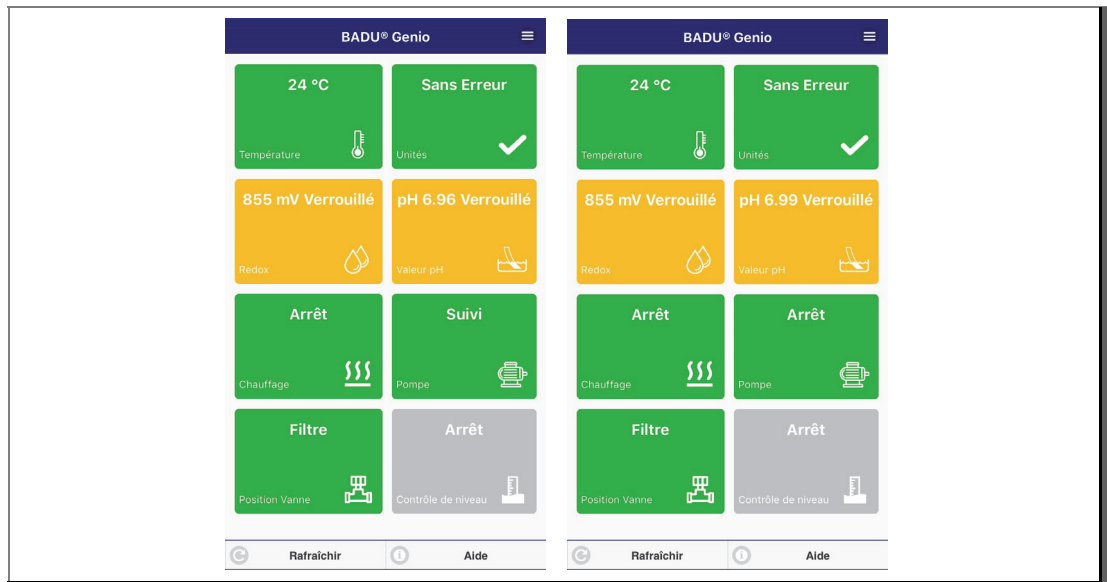 BADU® Genio
24 °C
Sans Erreur
Température
Unités
855 mV Verrouillé
pH 6.96 Verrouillé
Redox
Valeur pH
Arrêt
Suivi
Chauffage
Pompe
Filtre
Arrêt
Position Vanne
Contrôle de niveau
Rafraîchir
Aide
BADU® Genio
24 °C
Sans Erreur
Température
Unités
855 mV Verrouillé
pH 6.99 Verrouillé
Redox
Valeur pH
Arrêt
Arrêt
Chauffage
Pompe
Filtre
Arrêt
Position Vanne
Contrôle de niveau
Rafraîchir
Aide